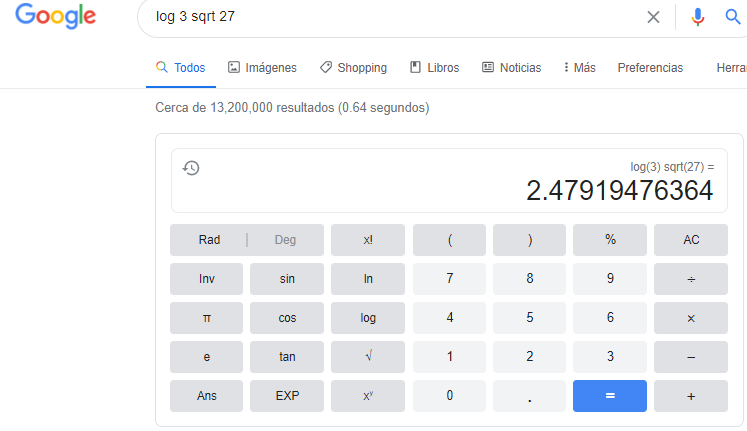 Google
log 3 sqrt 27
Todos Imágenes Shopping Libros Noticias Más Preferencias Herra
Cerca de 13,200,000 resultados (0.64 segundos)
log(3) sqrt(27) =
2.47919476364
Rad | Deg x! ( ) % AC
Inv sin ln 7 8 9 ÷
π cos log 4 5 6 ×
e tan √ 1 2 3 −
Ans EXP xʸ 0 . = +